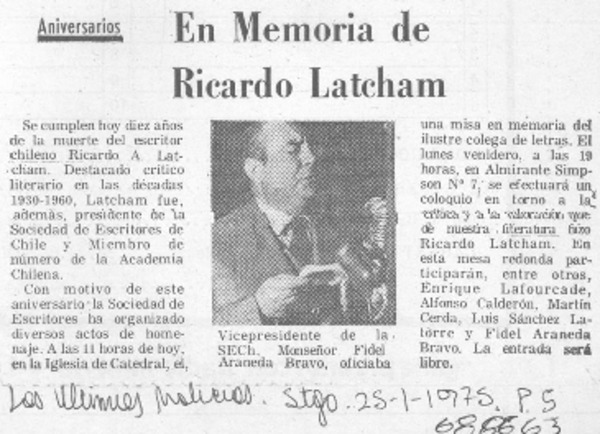 Aniversarios
En Memoria de
Ricardo Latcham
Se cumplen hoy diez años
de la muerte del escritor
chileno Ricardo A. Lat-
cham. Destacado crítico
literario en las décadas
1930-1960, Latcham fue,
además, presidente de la
Sociedad de Escritores de
Chile y Miembro de
número de la Academia
Chilena.
Con motivo de este
aniversario la Sociedad de
Escritores ha organizado
diversos actos de home-
naje. A las 11 horas de hoy,
en la Iglesia de Catedral, el,
Vicepresidente de la
SECh. Monseñor Fidel
Araneda Bravo, oficiaba
una misa en memoria del
ilustre colega de letras. El
lunes venidero, a las 19
horas, en Almirante Simp-
son Nº 7, se efectuará un
coloquio en torno a la
crítica y a la valoración que
de nuestra literatura hizo
Ricardo Latcham. En
esta mesa redonda par-
ticiparán, entre otros,
Enrique Lafourcade,
Alfonso Calderón, Martín
Cerda, Luis Sánchez La-
torre y Fidel Araneda
Bravo. La entrada será
libre.
Las Ultimas Noticias. Stgo. 25-1-1975. P. 5